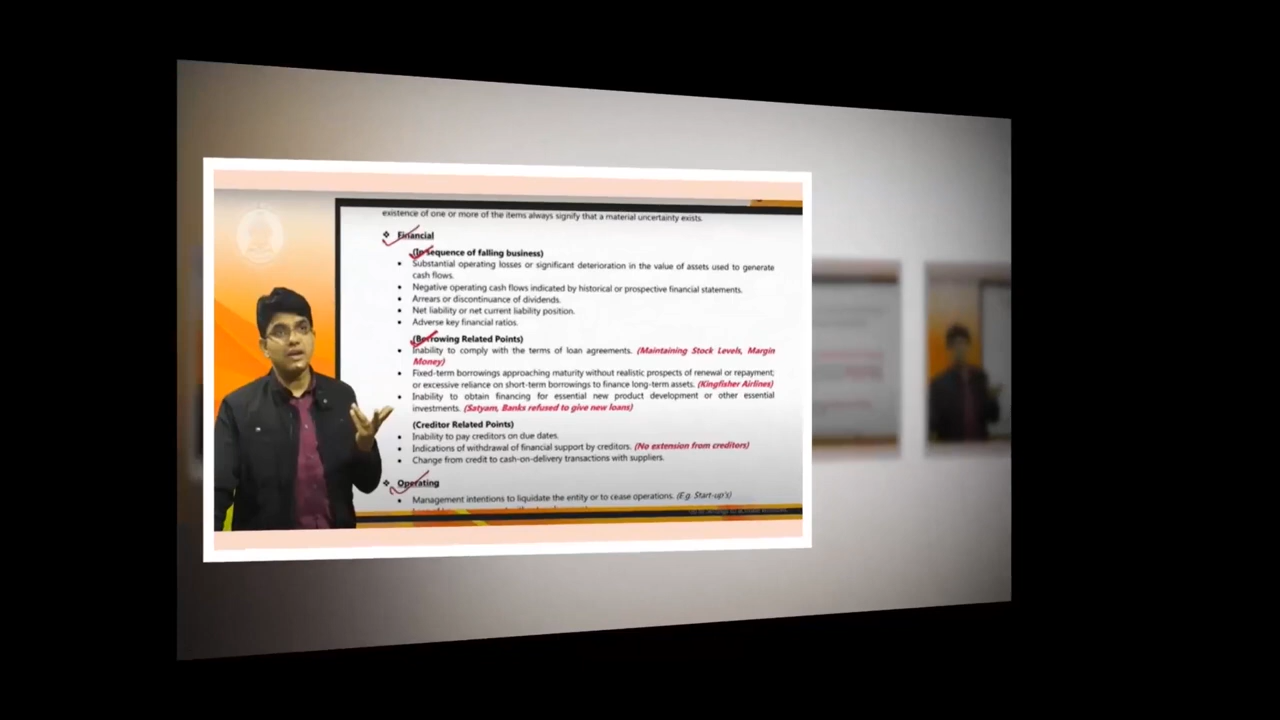 existence of one or more of the items always signify that a material uncertainty exists.
❖ Financial
(In sequence of falling business)
• Substantial operating losses or significant deterioration in the value of assets used to generate
cash flows.
• Negative operating cash flows indicated by historical or prospective financial statements.
• Arrears or discontinuance of dividends.
• Net liability or net current liability position.
• Adverse key financial ratios.
(Borrowing Related Points)
• Inability to comply with the terms of loan agreements. (Maintaining Stock Levels, Margin
Money)
• Fixed-term borrowings approaching maturity without realistic prospects of renewal or repayment;
or excessive reliance on short-term borrowings to finance long-term assets. (Kingfisher Airlines)
• Inability to obtain financing for essential new product development or other essential
investments. (Satyam, Banks refused to give new loans)
(Creditor Related Points)
• Inability to pay creditors on due dates.
• Indications of withdrawal of financial support by creditors. (No extension from creditors)
• Change from credit to cash-on-delivery transactions with suppliers.
❖ Operating
• Management intentions to liquidate the entity or to cease operations. (E.g. Start-up's)